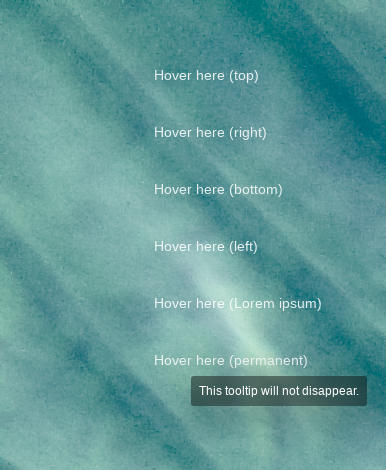 Hover here (top)
Hover here (right)
Hover here (bottom)
Hover here (left)
Hover here (Lorem ipsum)
Hover here (permanent)
This tooltip will not disappear.